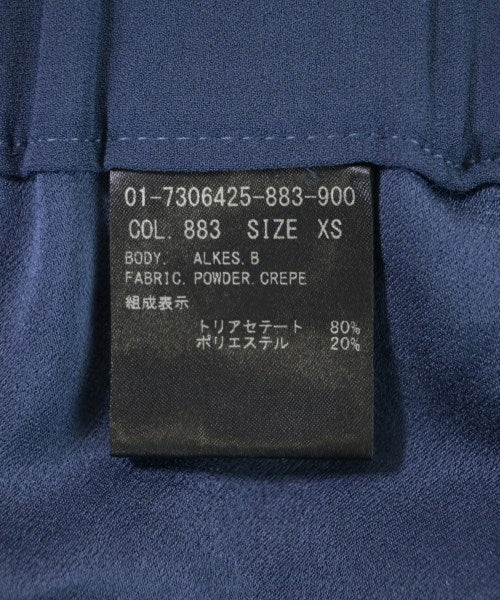 01-7306425-883-900
COL. 883 SIZE XS
BODY. ALKES. B
FABRIC. POWDER. CREPE
組成表示
トリアセテート 80%
ポリエステル 20%